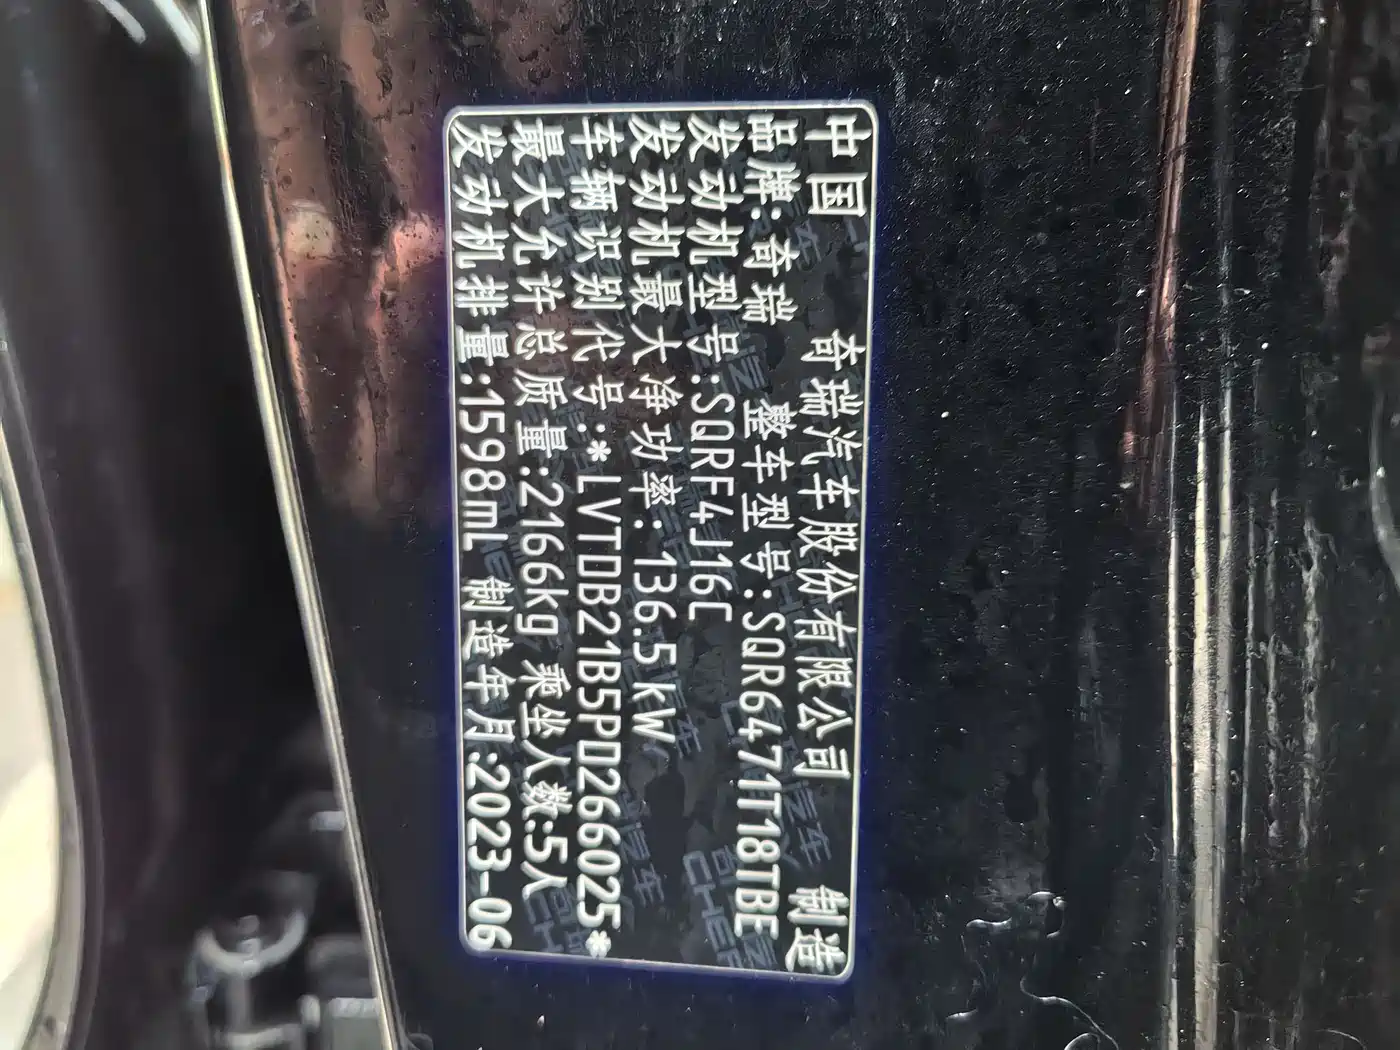 中国 奇瑞汽车股份有限公司 制造
品牌:奇瑞 整车型号:SQR6471T18TBE
发动机型号:SQRF4J16C
发动机最大净功率:136.5kW
车辆识别代号:*LVTDB21B5PD266025*
最大允许总质量:2166kg 乘坐人数:5人
发动机排量:1598mL 制造年月:2023-06